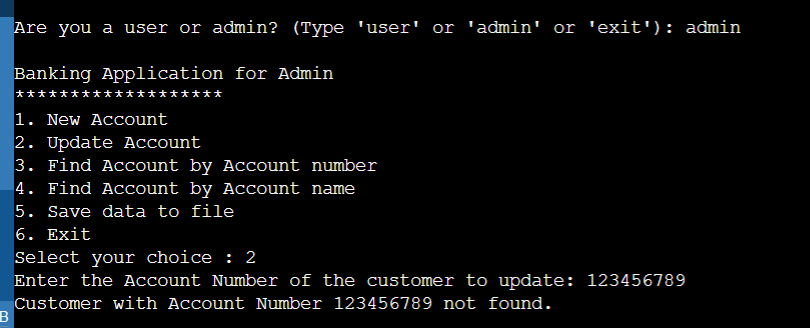 Are you a user or admin? (Type 'user' or 'admin' or 'exit'): admin
Banking Application for Admin
*******************
1. New Account
2. Update Account
3. Find Account by Account number
4. Find Account by Account name
5. Save data to file
6. Exit
Select your choice : 2
Enter the Account Number of the customer to update: 123456789
Customer with Account Number 123456789 not found.
B